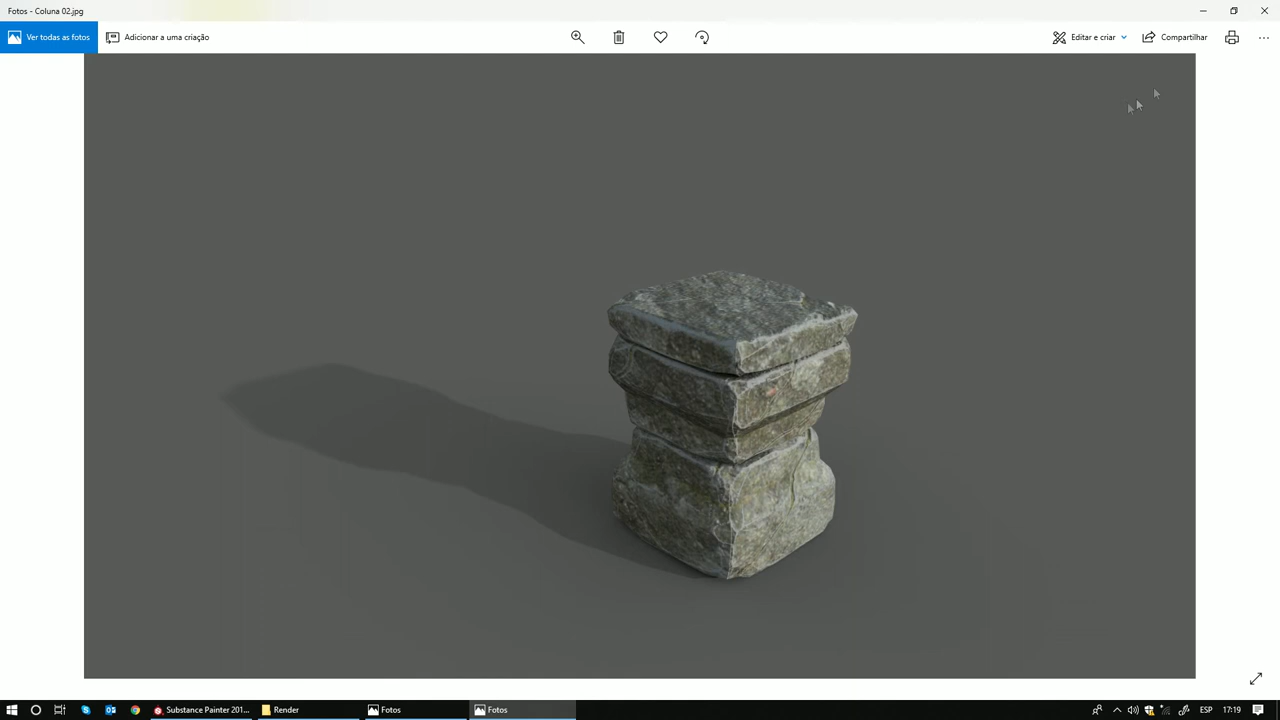 Fotos - Coluna 02.jpg
Ver todas as fotos
Adicionar a uma criação
Editar e criar
Compartilhar
Substance Painter 201...
Render
Fotos
Fotos
ESP
17:19